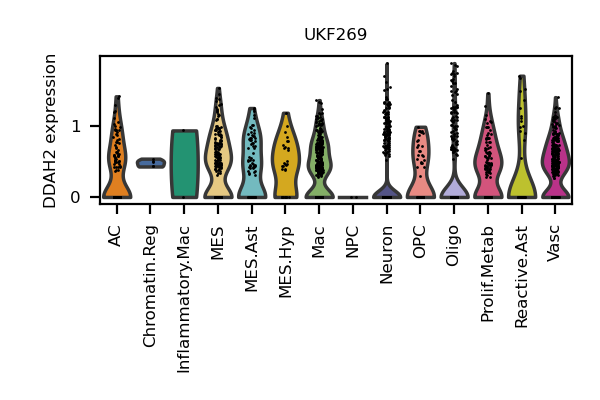 UKF269
DDAH2 expression
1
0
AC
Chromatin.Reg
Inflammatory.Mac
MES
MES.Ast
MES.Hyp
Mac
NPC
Neuron
OPC
Oligo
Prolif.Metab
Reactive.Ast
Vasc